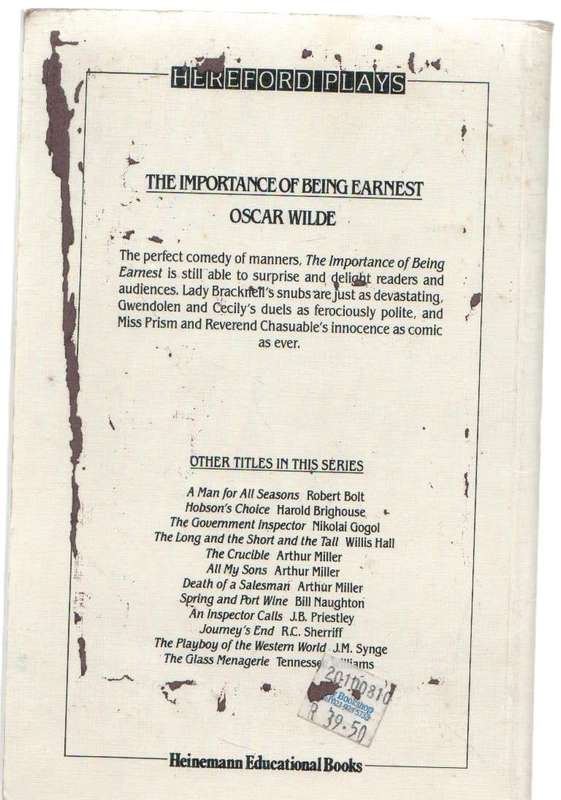 HEREFORD PLAYS
THE IMPORTANCE OF BEING EARNEST
OSCAR WILDE
The perfect comedy of manners, The Importance of Being
Earnest is still able to surprise and delight readers and
audiences. Lady Bracknell's snubs are just as devastating,
Gwendolen and Cecily's duels as ferociously polite, and
Miss Prism and Reverend Chasuable's innocence as comic
as ever.
OTHER TITLES IN THIS SERIES
A Man for All Seasons Robert Bolt
Hobson's Choice Harold Brighouse
The Government Inspector Nikolai Gogol
The Long and the Short and the Tall Willis Hall
The Crucible Arthur Miller
All My Sons Arthur Miller
Death of a Salesman Arthur Miller
Spring and Port Wine Bill Naughton
An Inspector Calls J.B. Priestley
Journey's End R.C. Sherriff
The Playboy of the Western World J.M. Synge
The Glass Menagerie Tennessee Williams
20100810
Bookshop
R 39.50
Heinemann Educational Books